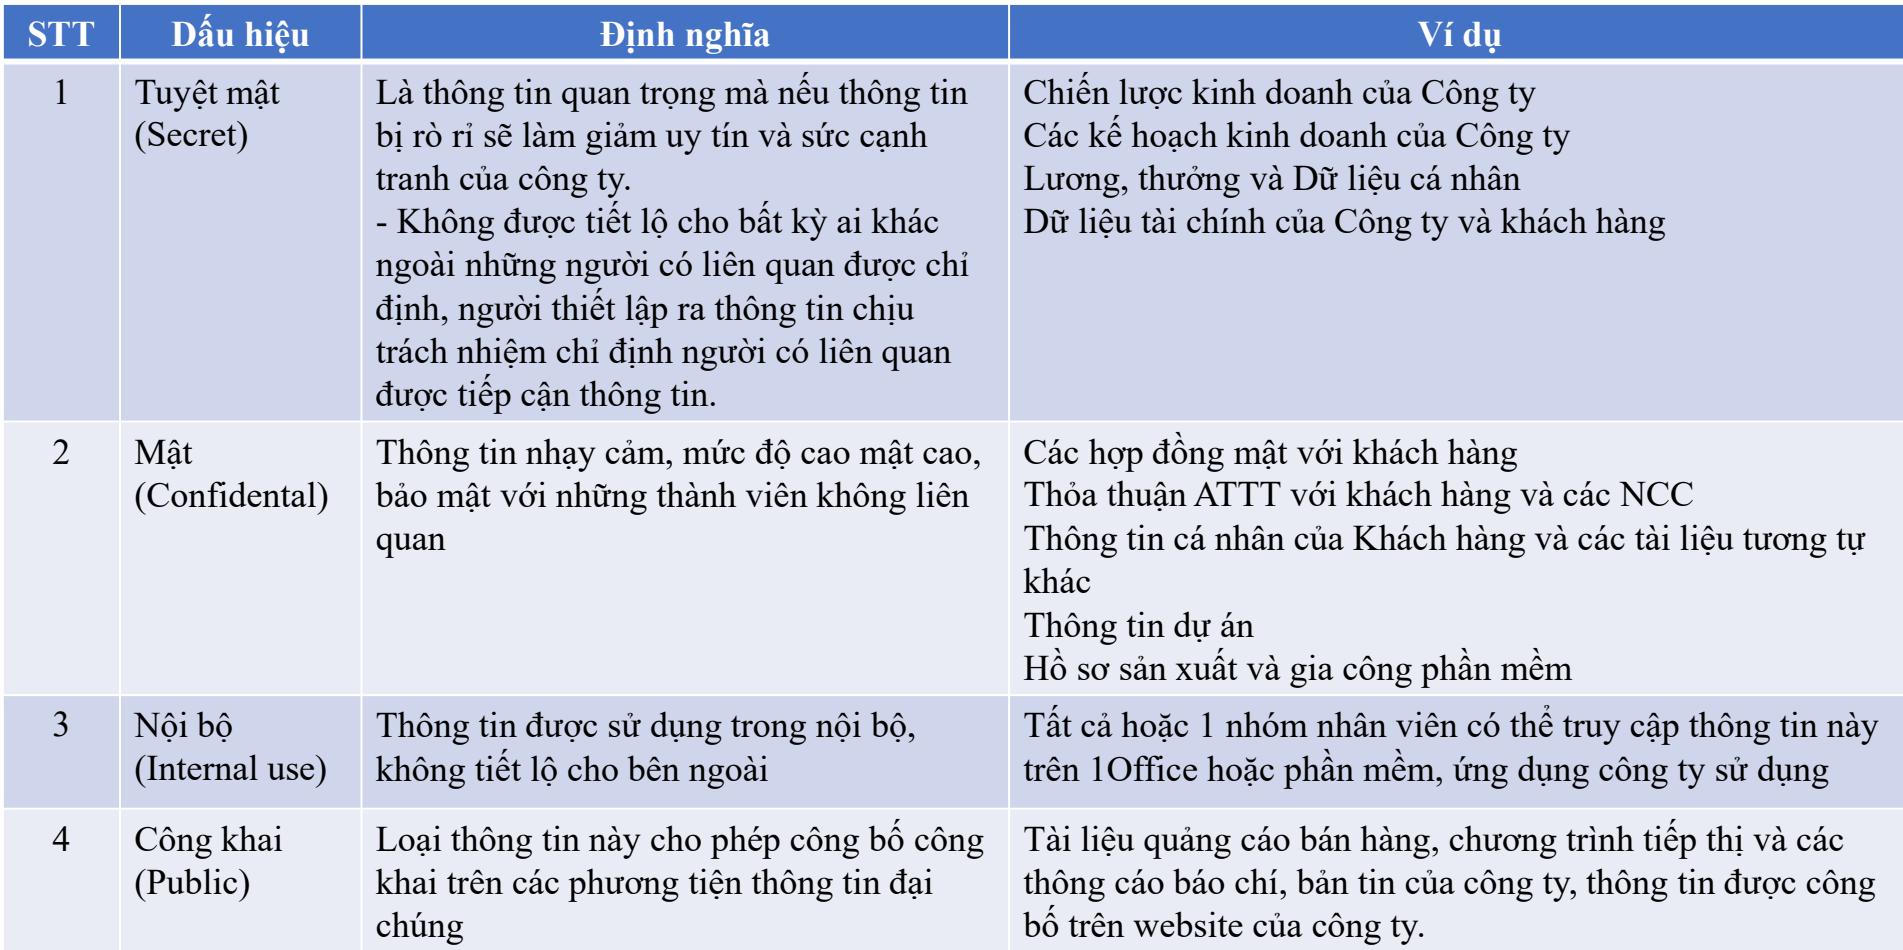 STT Dấu hiệu Định nghĩa Ví dụ
1
Tuyệt mật
(Secret)
Là thông tin quan trọng mà nếu thông tin
bị rò rỉ sẽ làm giảm uy tín và sức cạnh
tranh của công ty.
- Không được tiết lộ cho bất kỳ ai khác
ngoài những người có liên quan được chỉ
định, người thiết lập ra thông tin chịu
trách nhiệm chỉ định người có liên quan
được tiếp cận thông tin.
Chiến lược kinh doanh của Công ty
Các kế hoạch kinh doanh của Công ty
Lương, thưởng và Dữ liệu cá nhân
Dữ liệu tài chính của Công ty và khách hàng
2
Mật
(Confidental)
Thông tin nhạy cảm, mức độ cao mật cao,
bảo mật với những thành viên không liên
quan
Các hợp đồng mật với khách hàng
Thỏa thuận ATTT với khách hàng và các NCC
Thông tin cá nhân của Khách hàng và các tài liệu tương tự
khác
Thông tin dự án
Hồ sơ sản xuất và gia công phần mềm
3
Nội bộ
(Internal use)
Thông tin được sử dụng trong nội bộ,
không tiết lộ cho bên ngoài
Tất cả hoặc 1 nhóm nhân viên có thể truy cập thông tin này
trên 1Office hoặc phần mềm, ứng dụng công ty sử dụng
4
Công khai
(Public)
Loại thông tin này cho phép công bố công
khai trên các phương tiện thông tin đại
chúng
Tài liệu quảng cáo bán hàng, chương trình tiếp thị và các
thông cáo báo chí, bản tin của công ty, thông tin được công
bố trên website của công ty.